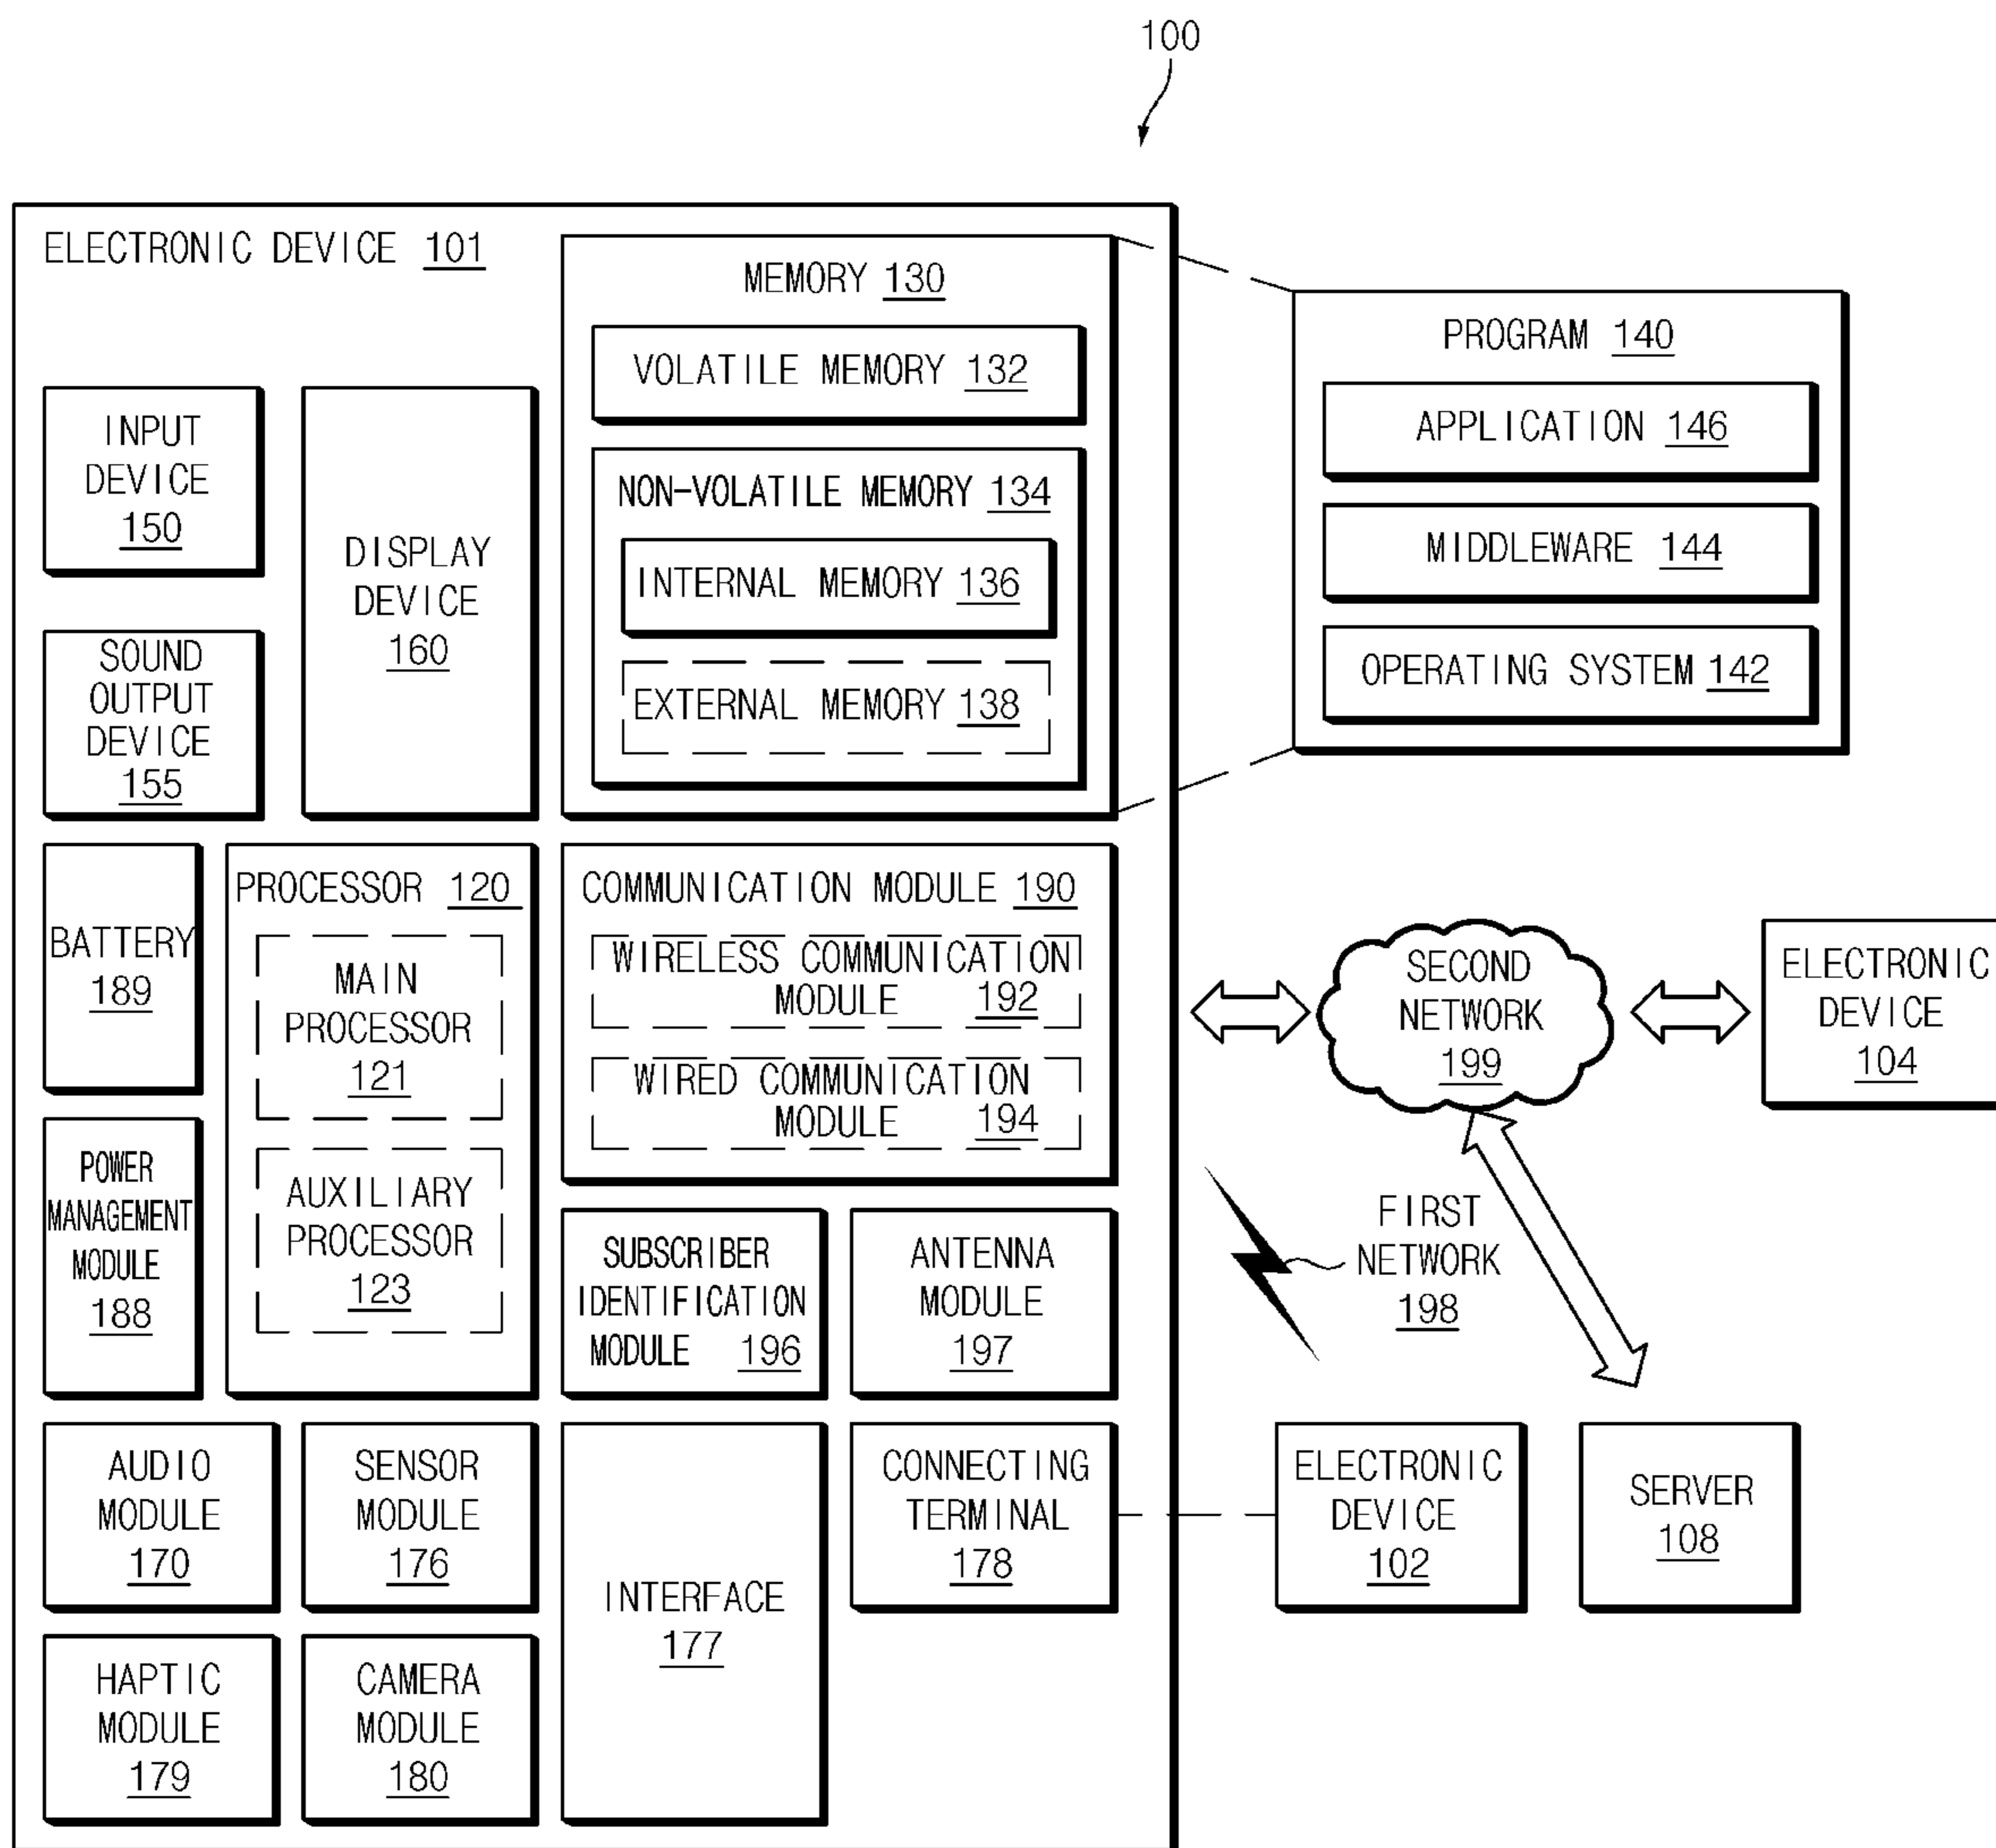 100
ELECTRONIC DEVICE 101
MEMORY 130
VOLATILE MEMORY 132
NON-VOLATILE MEMORY 134
INTERNAL MEMORY 136
EXTERNAL MEMORY 138
PROGRAM 140
APPLICATION 146
MIDDLEWARE 144
OPERATING SYSTEM 142
INPUT
DEVICE
150
SOUND
OUTPUT
DEVICE
155
DISPLAY
DEVICE
160
BATTERY
189
POWER
MANAGEMENT
MODULE
188
PROCESSOR 120
MAIN
PROCESSOR
121
AUXILIARY
PROCESSOR
123
COMMUNICATION MODULE 190
WIRELESS COMMUNICATION
MODULE 192
WIRED COMMUNICATION
MODULE 194
SUBSCRIBER
IDENTIFICATION
MODULE 196
ANTENNA
MODULE
197
SECOND
NETWORK
199
ELECTRONIC
DEVICE
104
FIRST
NETWORK
198
AUDIO
MODULE
170
SENSOR
MODULE
176
INTERFACE
177
CONNECTING
TERMINAL
178
ELECTRONIC
DEVICE
102
SERVER
108
HAPTIC
MODULE
179
CAMERA
MODULE
180